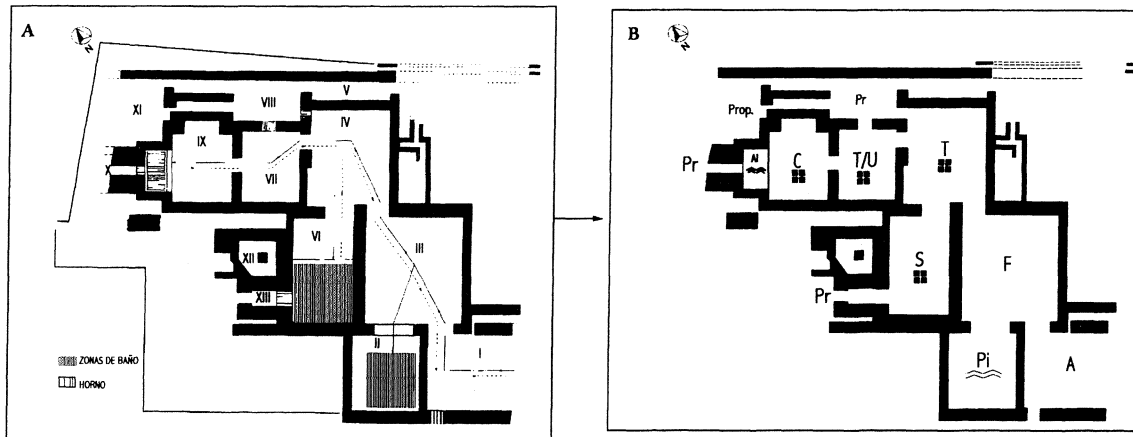 A
N
V
XI
VIII
IV
IX
X
VII
VI
III
XII
XIII
II
I
ZONAS DE BAÑO
HORNO
B
N
Pr
Prop.
T
Pr
Al
C
T/U
S
F
Pr
Pi
A